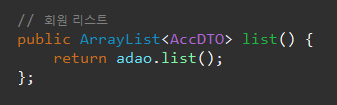 // 회원 리스트
public ArrayList<AccDTO> list() {
    return adao.list();
};